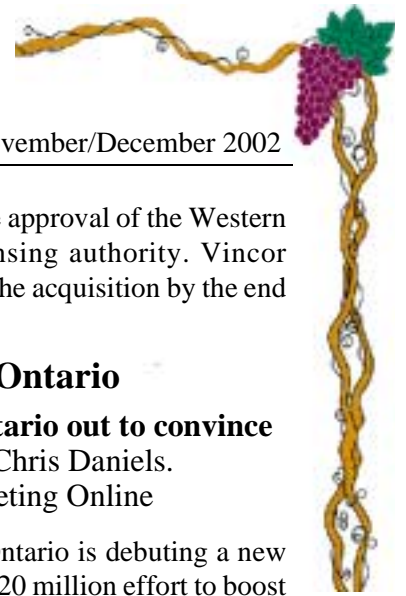 vember/December 2002
approval of the Western
nsing authority. Vincor
he acquisition by the end
Ontario
tario out to convince
Chris Daniels.
eting Online
Ontario is debuting a new
20 million effort to boost